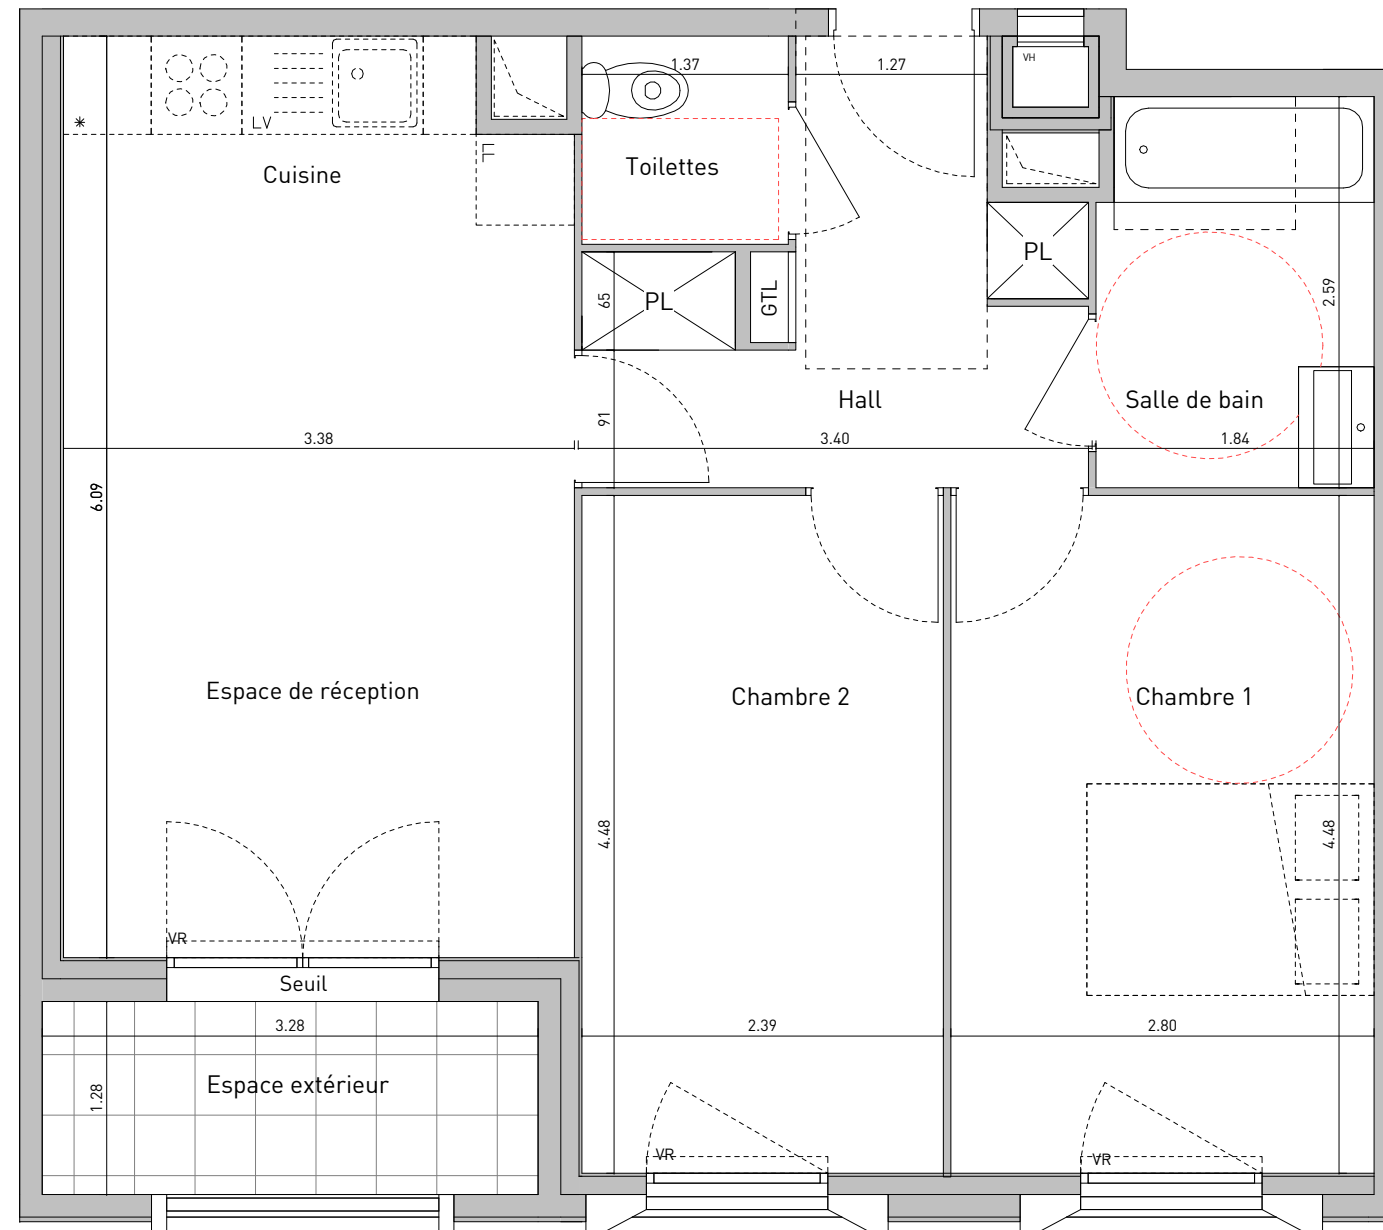 1.37
1.27
VH
*
LV
LL
Cuisine
Toilettes
PL
65
PL
GTL
2.59
Hall
Salle de bain
91
3.38
3.40
1.84
6.09
Espace de réception
Chambre 2
Chambre 1
4.48
4.48
VR
Seuil
3.28
2.39
2.80
Espace extérieur
1.28
VR
VR